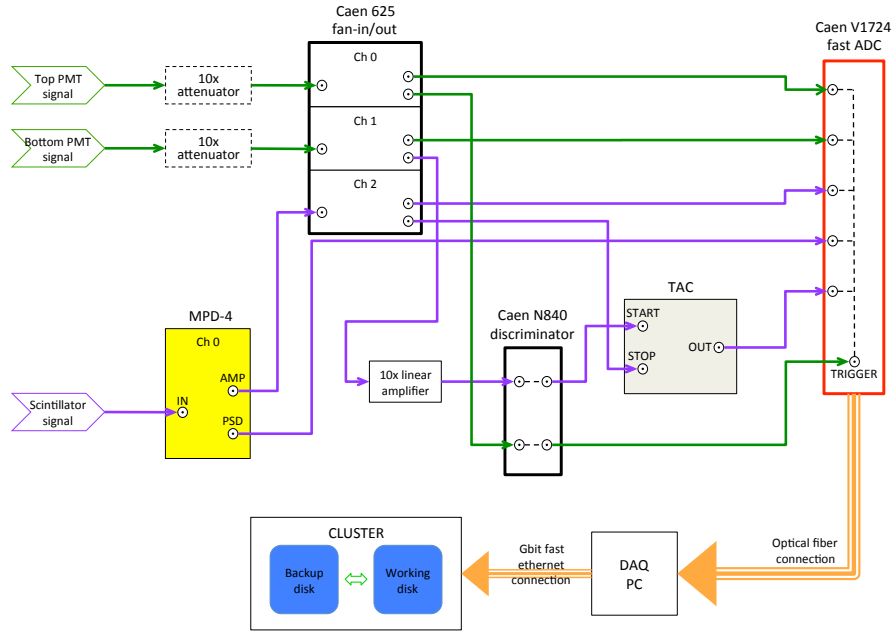 Caen 625
fan-in/out
Caen V1724
fast ADC
Ch 0
Top PMT
signal
10x
attenuator
Ch 1
Bottom PMT
signal
10x
attenuator
Ch 2
MPD-4
Ch 0
AMP
IN
PSD
Scintillator
signal
Caen N840
discriminator
TAC
START
STOP
OUT
10x linear
amplifier
TRIGGER
CLUSTER
Backup
disk
Working
disk
Gbit fast
ethernet
connection
DAQ
PC
Optical fiber
connection